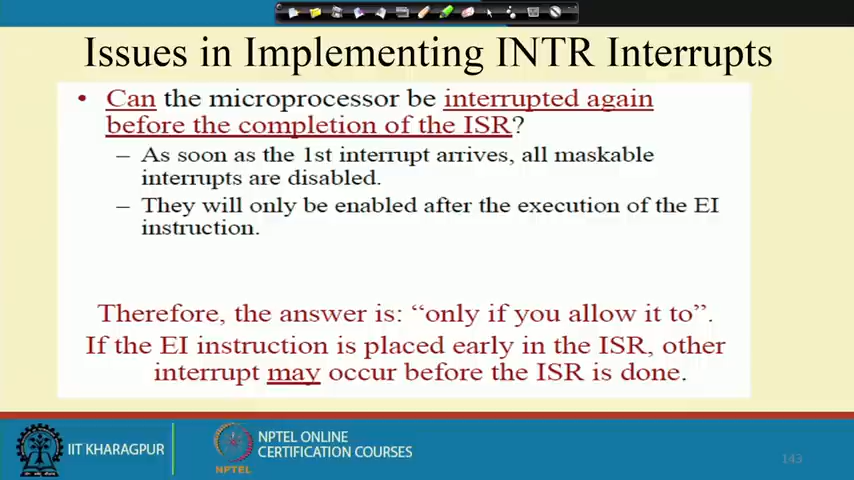 Issues in Implementing INTR Interrupts
• Can the microprocessor be interrupted again
before the completion of the ISR?
– As soon as the 1st interrupt arrives, all maskable
interrupts are disabled.
– They will only be enabled after the execution of the EI
instruction.
Therefore, the answer is: “only if you allow it to”.
If the EI instruction is placed early in the ISR, other
interrupt may occur before the ISR is done.
IIT KHARAGPUR
NPTEL
NPTEL ONLINE
CERTIFICATION COURSES
143